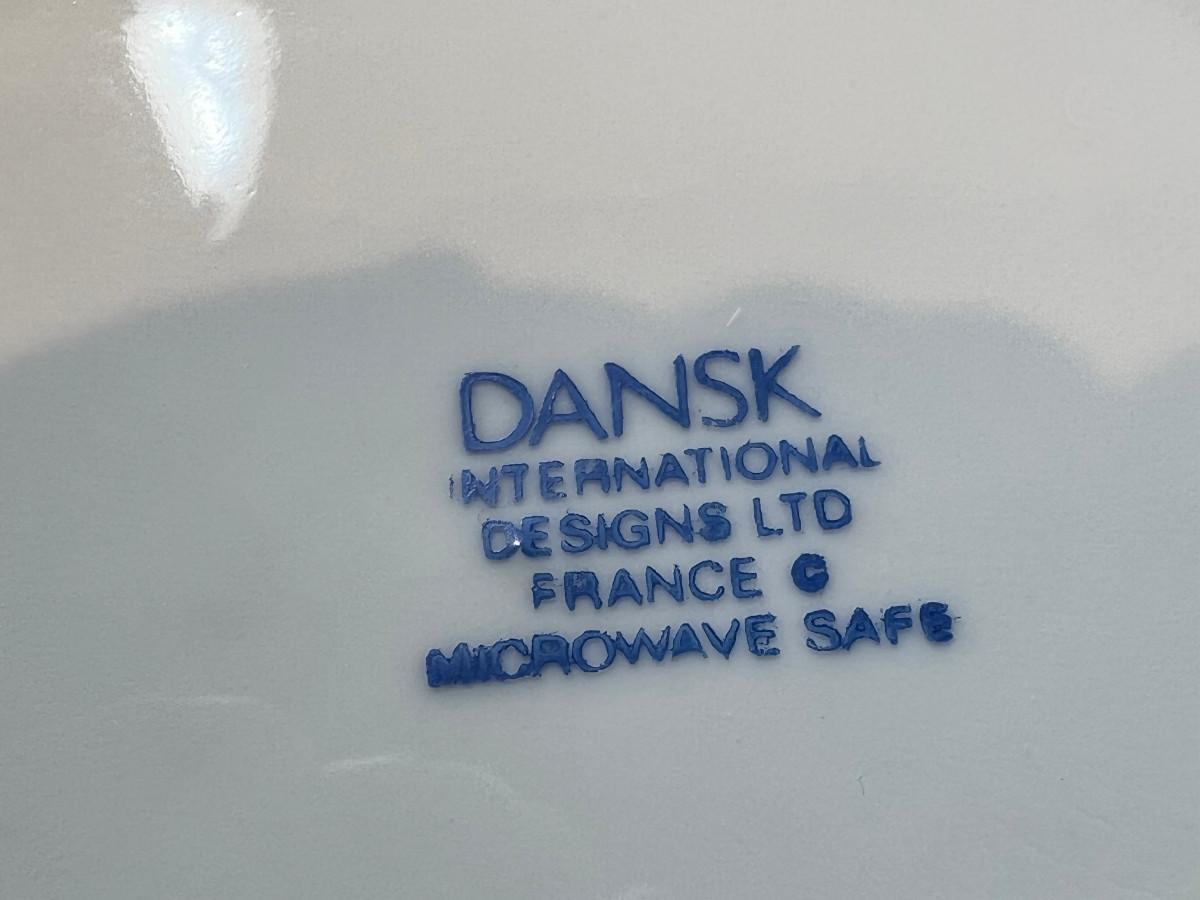 DANSK
INTERNATIONAL
DESIGNS LTD
FRANCE ©
MICROWAVE SAFE